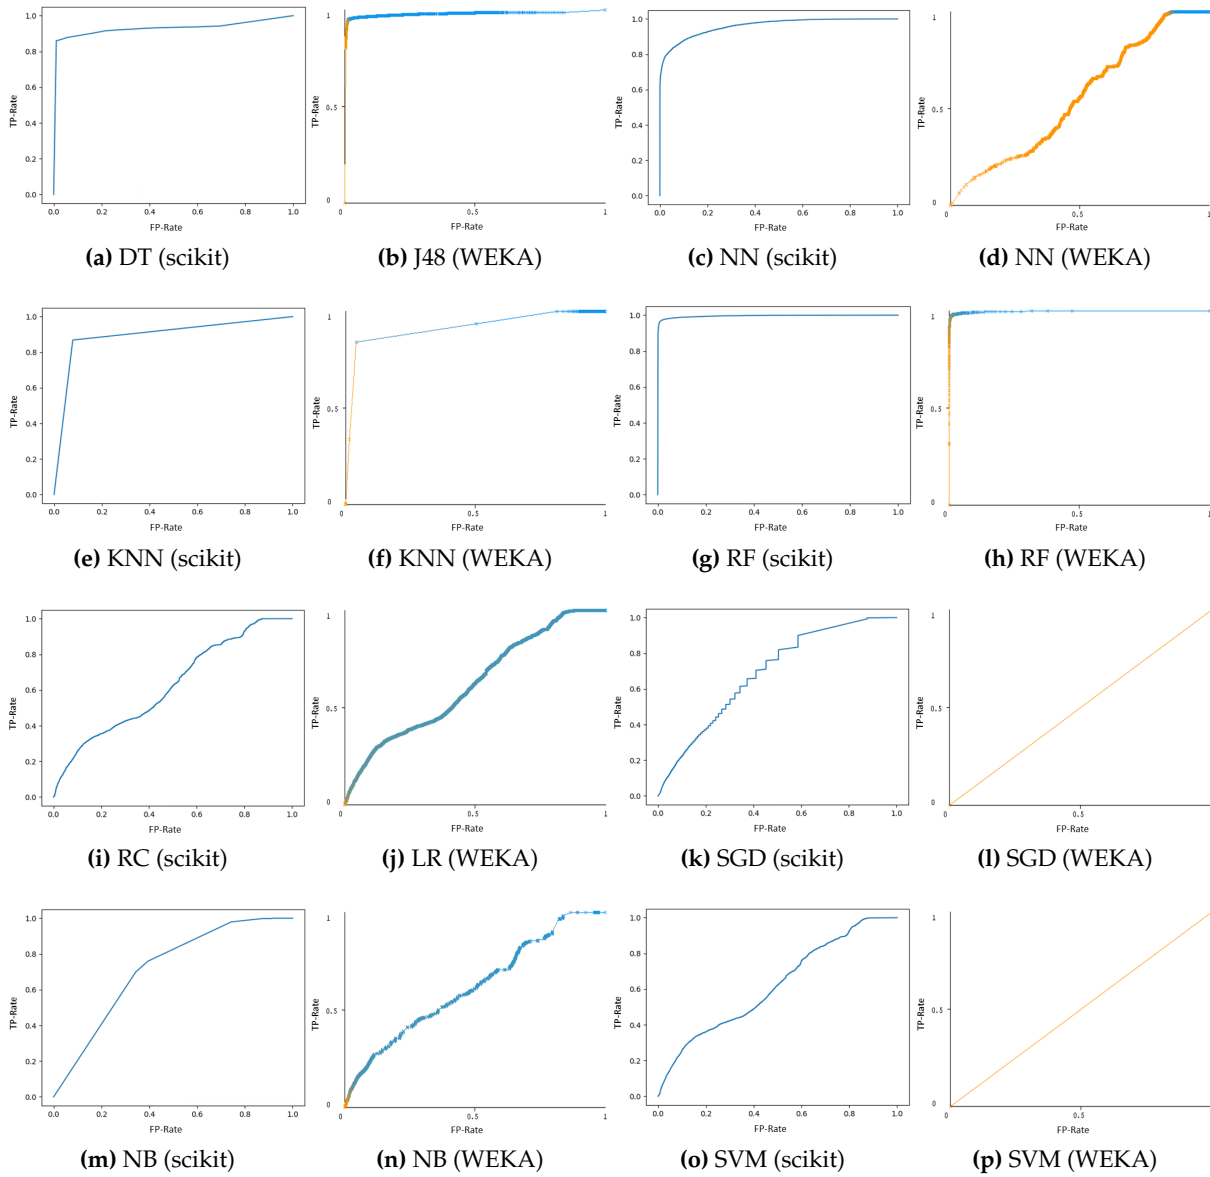 1.0
0.8
0.6
0.4
0.2
0.0
TP-Rate
0.0 0.2 0.4 0.6 0.8 1.0
FP-Rate
(a) DT (scikit)
1
0.5
0
TP-Rate
0 0.5 1
FP-Rate
(b) J48 (WEKA)
1.0
0.8
0.6
0.4
0.2
0.0
TP-Rate
0.0 0.2 0.4 0.6 0.8 1.0
FP-Rate
(c) NN (scikit)
1
0.5
0
TP-Rate
0 0.5 1
FP-Rate
(d) NN (WEKA)
1.0
0.8
0.6
0.4
0.2
0.0
TP-Rate
0.0 0.2 0.4 0.6 0.8 1.0
FP-Rate
(e) KNN (scikit)
1
0.5
0
TP-Rate
0 0.5 1
FP-Rate
(f) KNN (WEKA)
1.0
0.8
0.6
0.4
0.2
0.0
TP-Rate
0.0 0.2 0.4 0.6 0.8 1.0
FP-Rate
(g) RF (scikit)
1
0.5
0
TP-Rate
0 0.5 1
FP-Rate
(h) RF (WEKA)
1.0
0.8
0.6
0.4
0.2
0.0
TP-Rate
0.0 0.2 0.4 0.6 0.8 1.0
FP-Rate
(i) RC (scikit)
1
0.5
0
TP-Rate
0 0.5 1
FP-Rate
(j) LR (WEKA)
1.0
0.8
0.6
0.4
0.2
0.0
TP-Rate
0.0 0.2 0.4 0.6 0.8 1.0
FP-Rate
(k) SGD (scikit)
1
0.5
0
TP-Rate
0 0.5 1
FP-Rate
(l) SGD (WEKA)
1.0
0.8
0.6
0.4
0.2
0.0
TP-Rate
0.0 0.2 0.4 0.6 0.8 1.0
FP-Rate
(m) NB (scikit)
1
0.5
0
TP-Rate
0 0.5 1
FP-Rate
(n) NB (WEKA)
1.0
0.8
0.6
0.4
0.2
0.0
TP-Rate
0.0 0.2 0.4 0.6 0.8 1.0
FP-Rate
(o) SVM (scikit)
1
0.5
0
TP-Rate
0 0.5 1
FP-Rate
(p) SVM (WEKA)